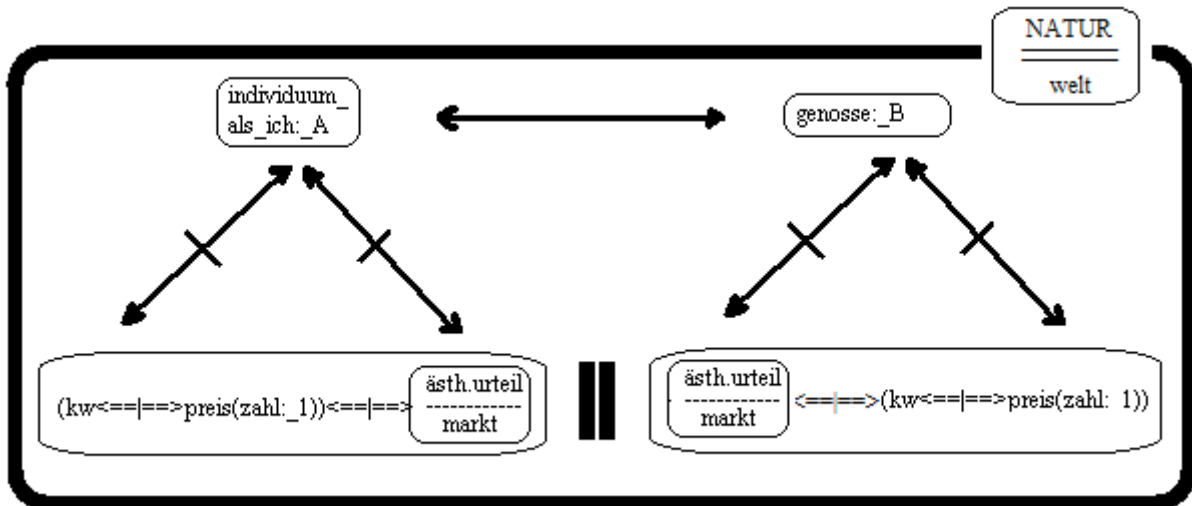 NATUR
welt
individuum_
als_ich:_A
genosse:_B
(kw<==|==>preis(zahl:_1))<==|==>
ästh.urteil
--------------
markt
ästh.urteil
--------------
markt
<==|==>(kw<==|==>preis(zahl: 1))